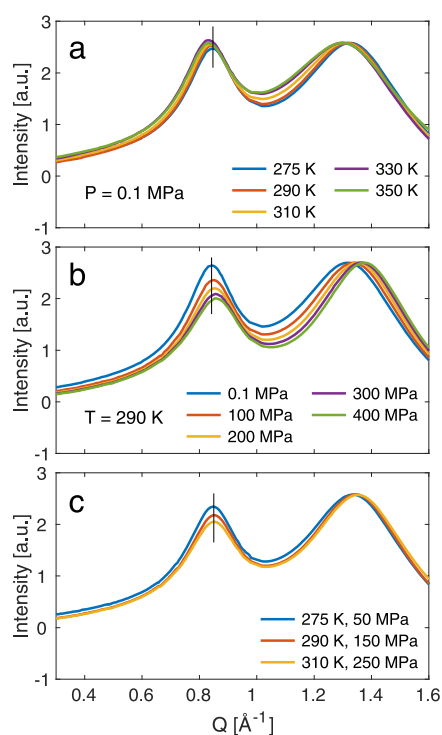 3
a
2
1
0
-1
Intensity [a.u.]
P = 0.1 MPa
275 K
330 K
290 K
350 K
310 K
3
b
2
1
0
-1
Intensity [a.u.]
T = 290 K
0.1 MPa
300 MPa
100 MPa
400 MPa
200 MPa
3
c
2
1
0
-1
Intensity [a.u.]
275 K, 50 MPa
290 K, 150 MPa
310 K, 250 MPa
0.4 0.6 0.8 1 1.2 1.4 1.6
Q [Å⁻¹]